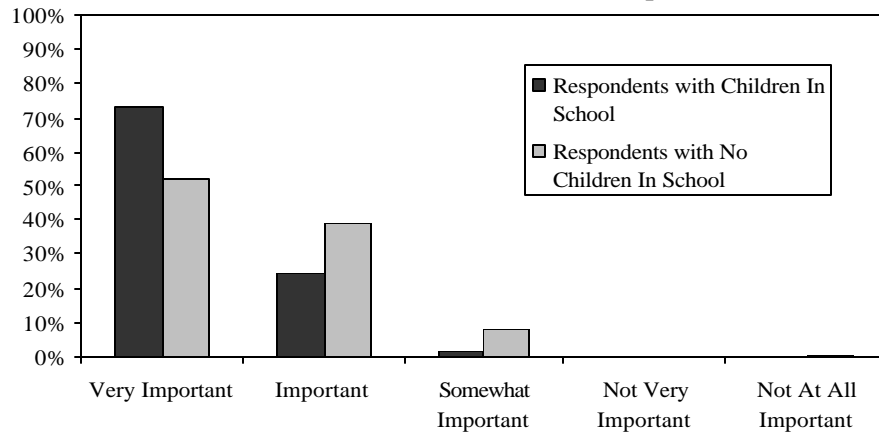 100%
90%
80%
70%
60%
50%
40%
30%
20%
10%
0%
Respondents with Children In
School
Respondents with No
Children In School
Very Important
Important
Somewhat
Important
Not Very
Important
Not At All
Important